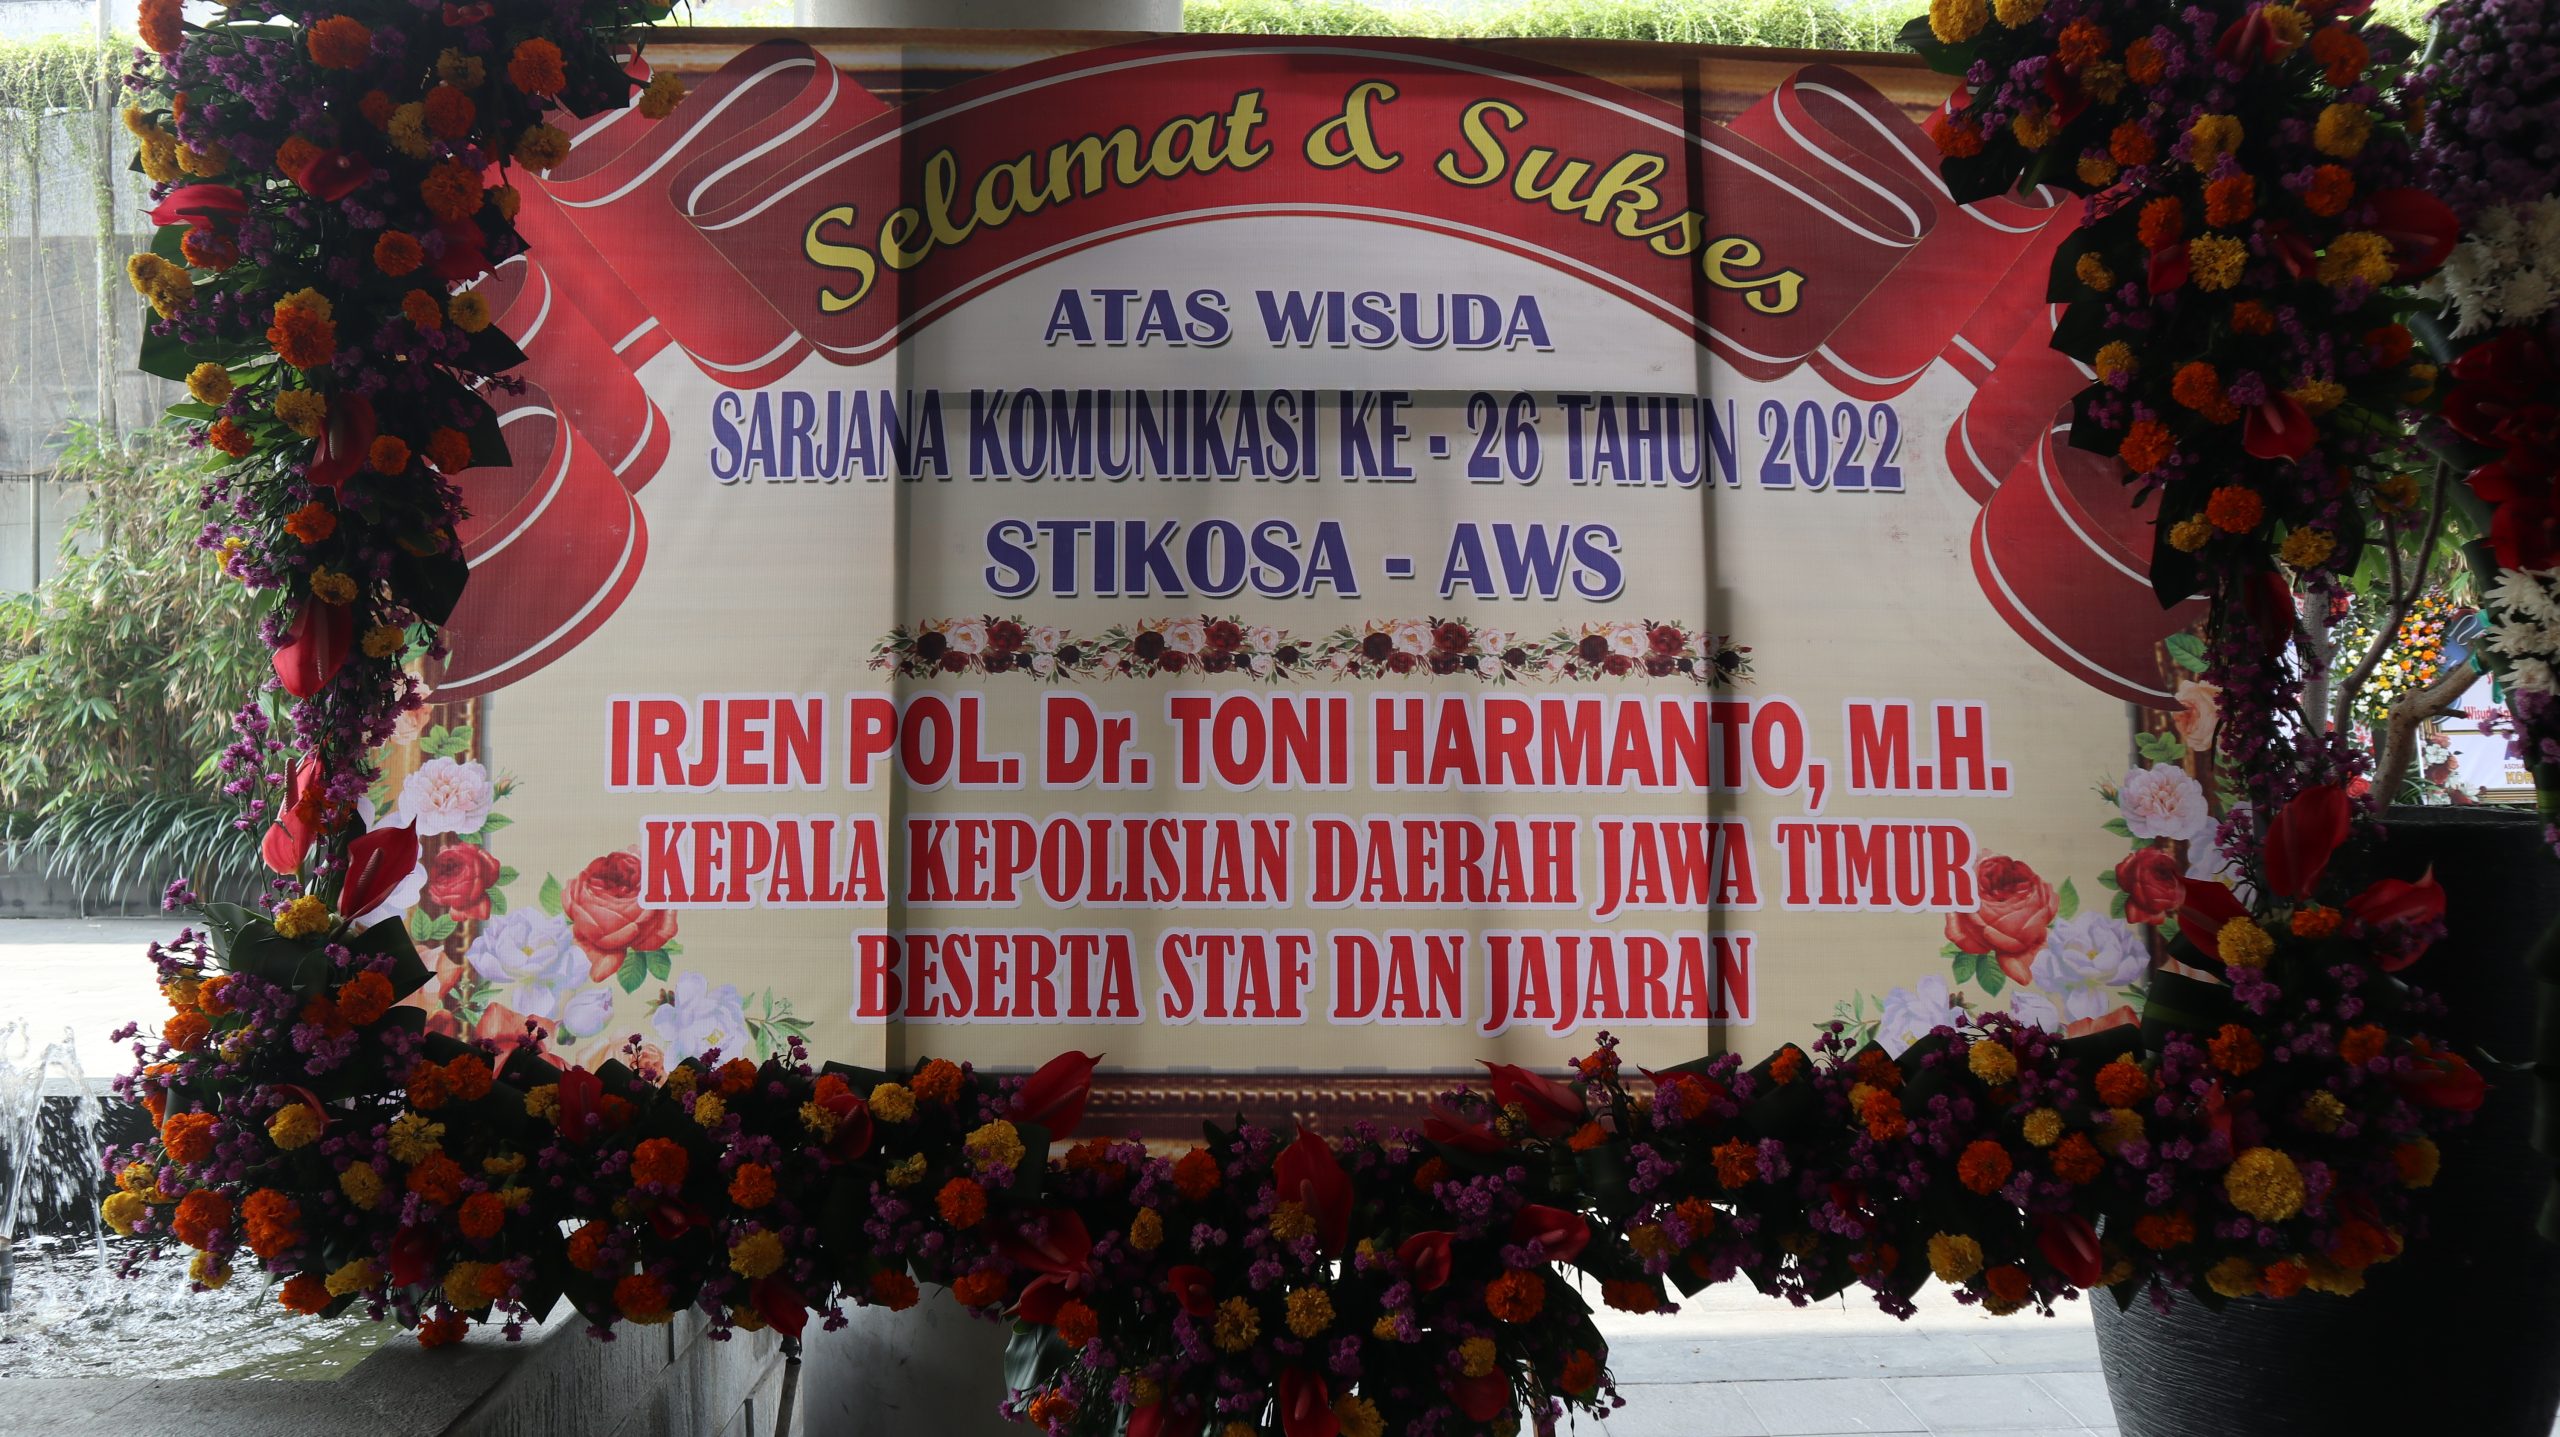 Selamat & Sukses
ATAS WISUDA
SARJANA KOMUNIKASI KE - 26 TAHUN 2022
STIKOSA - AWS
IRJEN POL. Dr. TONI HARMANTO, M.H.
KEPALA KEPOLISIAN DAERAH JAWA TIMUR
BESERTA STAF DAN JAJARAN
Wisuda